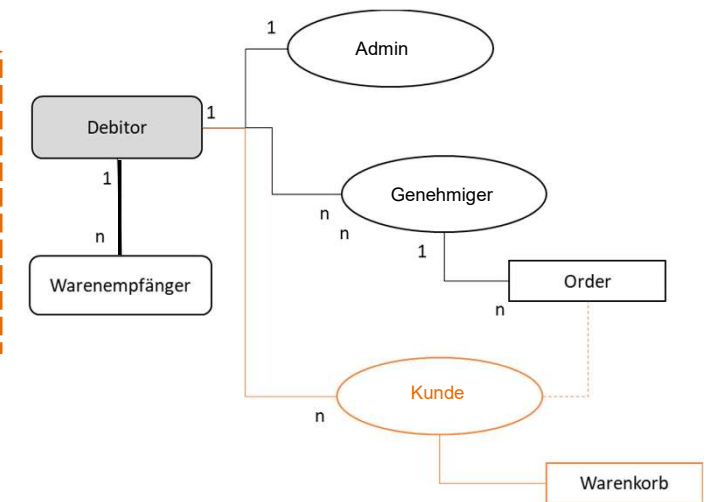 1
Admin
Debitor
1
1
Genehmiger
n
n
n
1
Warenempfänger
Order
n
Kunde
n
Warenkorb